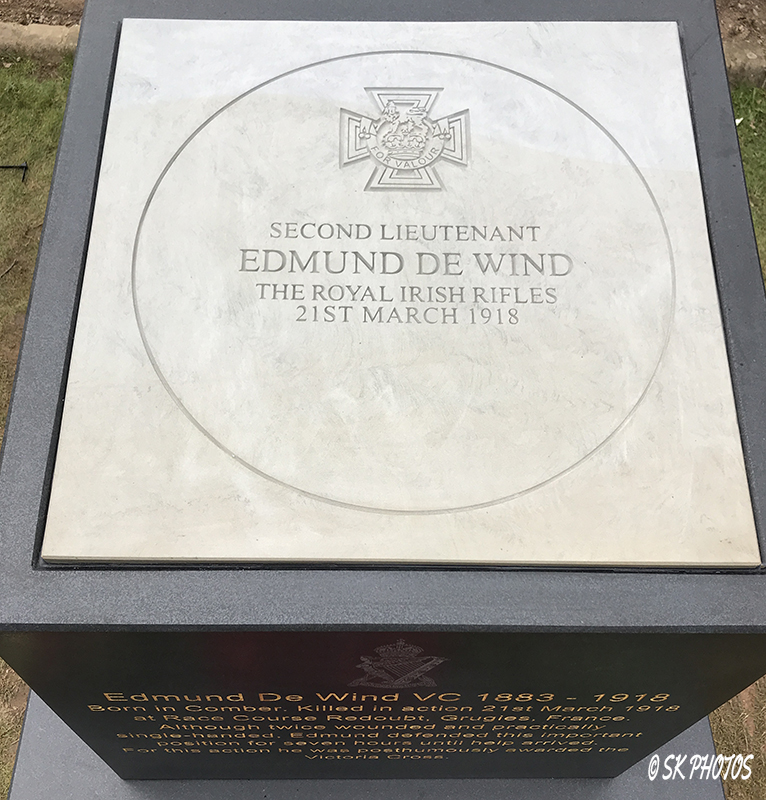 FOR VALOUR
SECOND LIEUTENANT
EDMUND DE WIND
THE ROYAL IRISH RIFLES
21ST MARCH 1918
Edmund De Wind VC 1883 - 1918
Born in Comber. Killed in action 21st March 1918
at Race Course Redoubt, Grugies, France.
Although twice wounded and practically
single-handed, Edmund defended this important
position for seven hours until help arrived.
For this action he was posthumously awarded the
Victoria Cross.
© SK PHOTOS